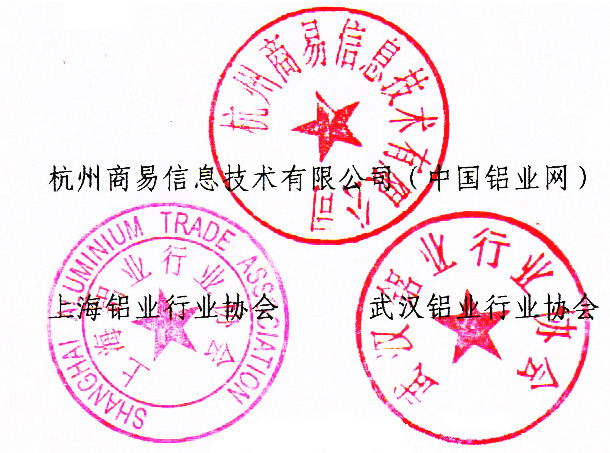 杭州商易信息技术有限公司
杭州商易信息技术有限公司（中国铝业网）
SHANGHAI ALUMINIUM TRADE ASSOCIATION
上海铝业行业协会
上海铝业行业协会
武汉铝业行业协会
武汉铝业行业协会